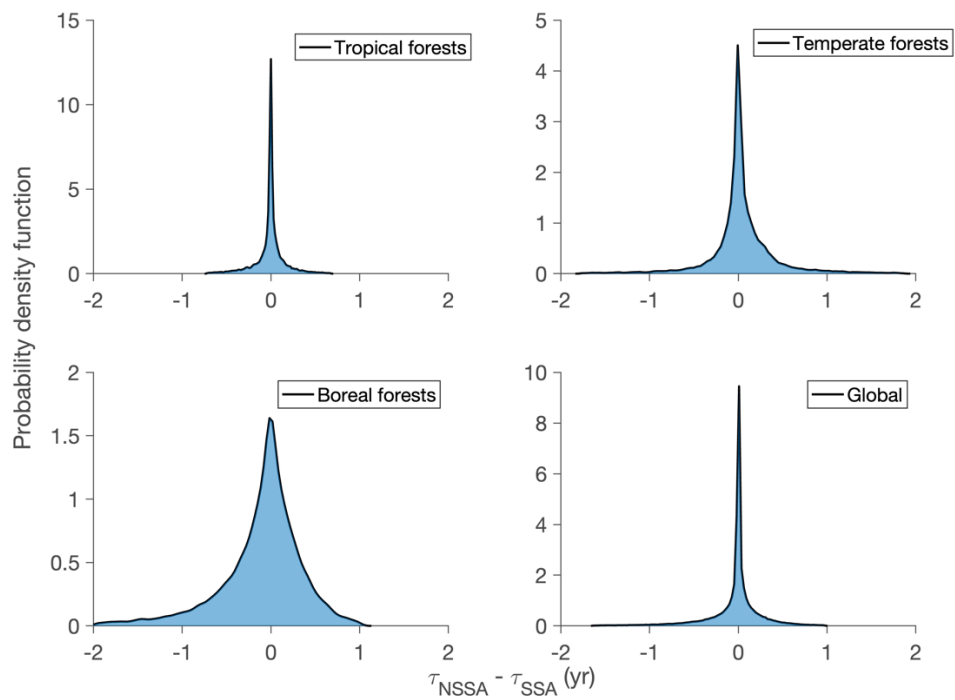 Probability density function
15
10
5
0
Tropical forests
-2 -1 0 1 2
5
4
3
2
1
0
Temperate forests
-2 -1 0 1 2
2
1.5
1
0.5
0
Boreal forests
-2 -1 0 1 2
10
8
6
4
2
0
Global
-2 -1 0 1 2
τNSSA - τSSA (yr)